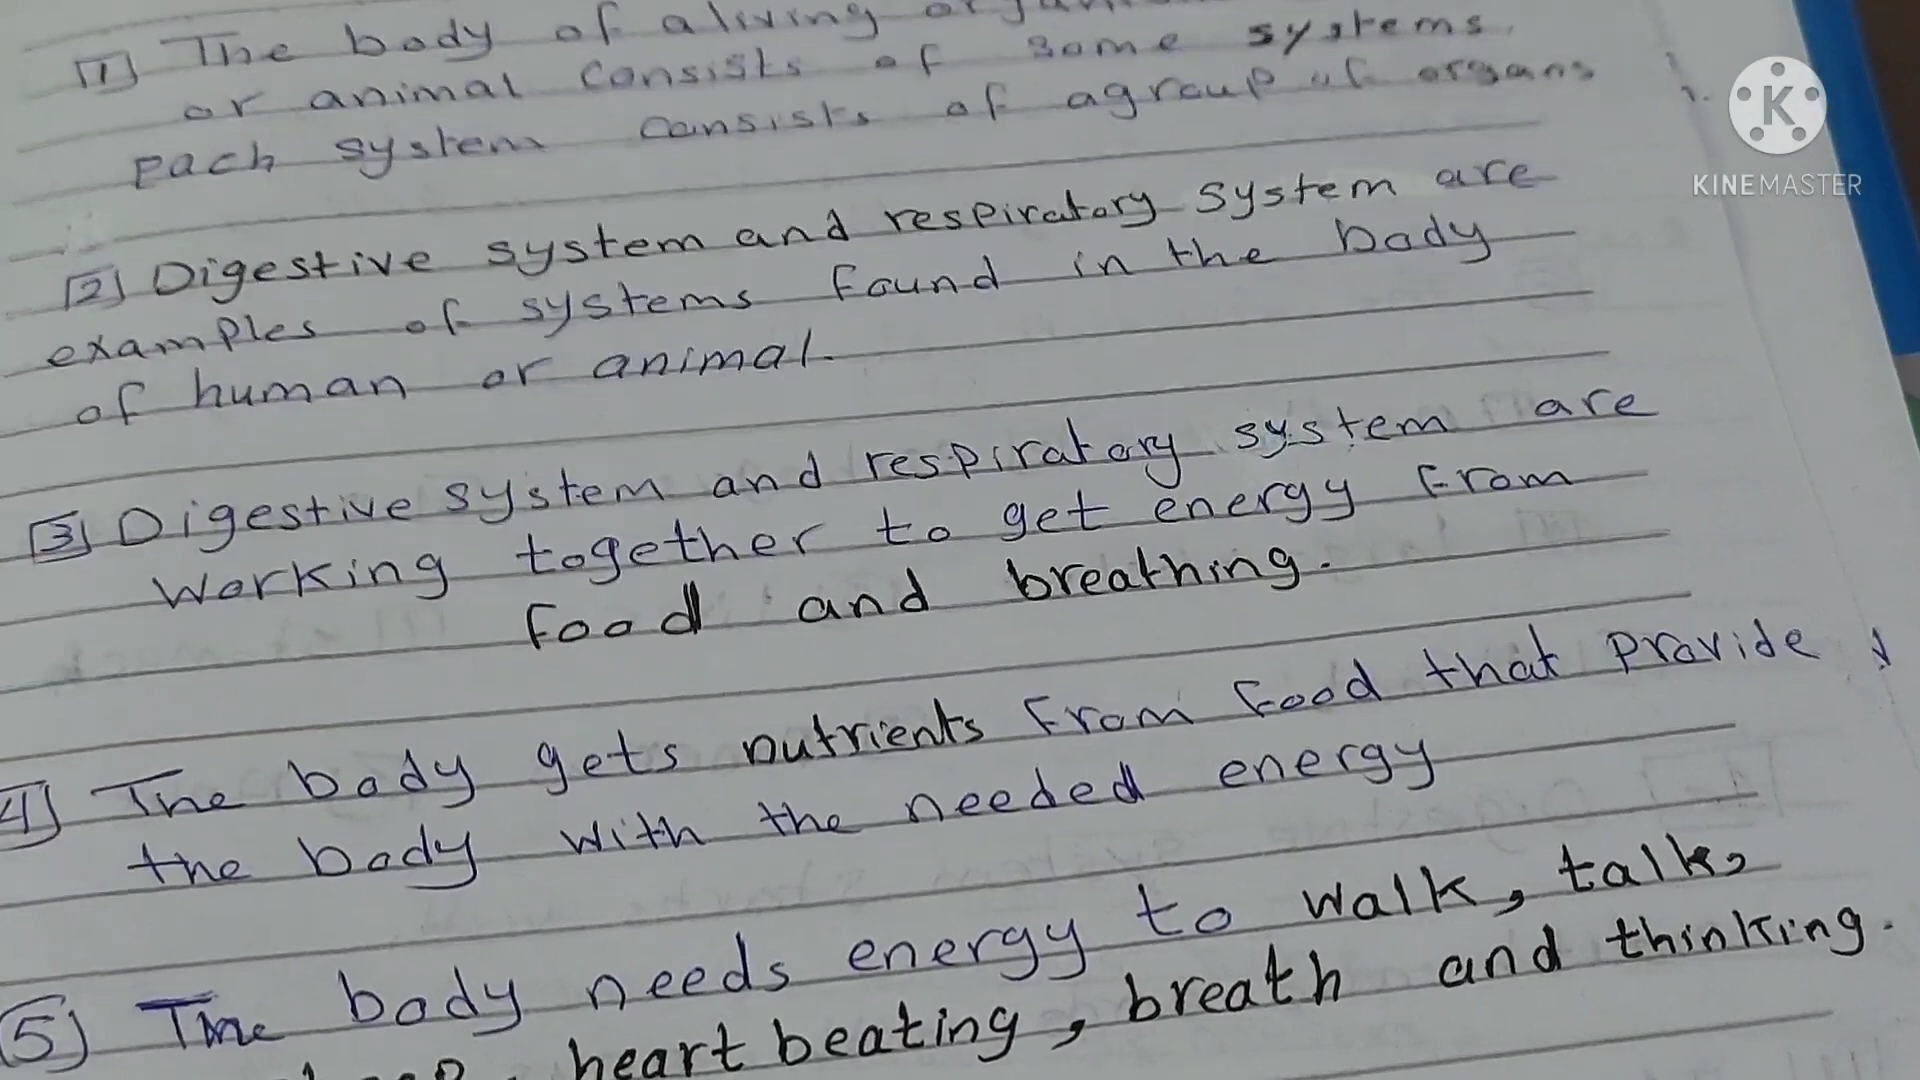 [1] The body of a living
or animal consists of some systems
each system consists of a group of organs
[2] Digestive system and respiratory system are
examples of systems found in the body
of human or animal.
[3] Digestive system and respiratory system are
working together to get energy from
food and breathing.
4] The body gets nutrients from food that provide
the body with the needed energy
5) The body needs energy to walk, talk,
heart beating, breath and thinking.
K
KINEMASTER